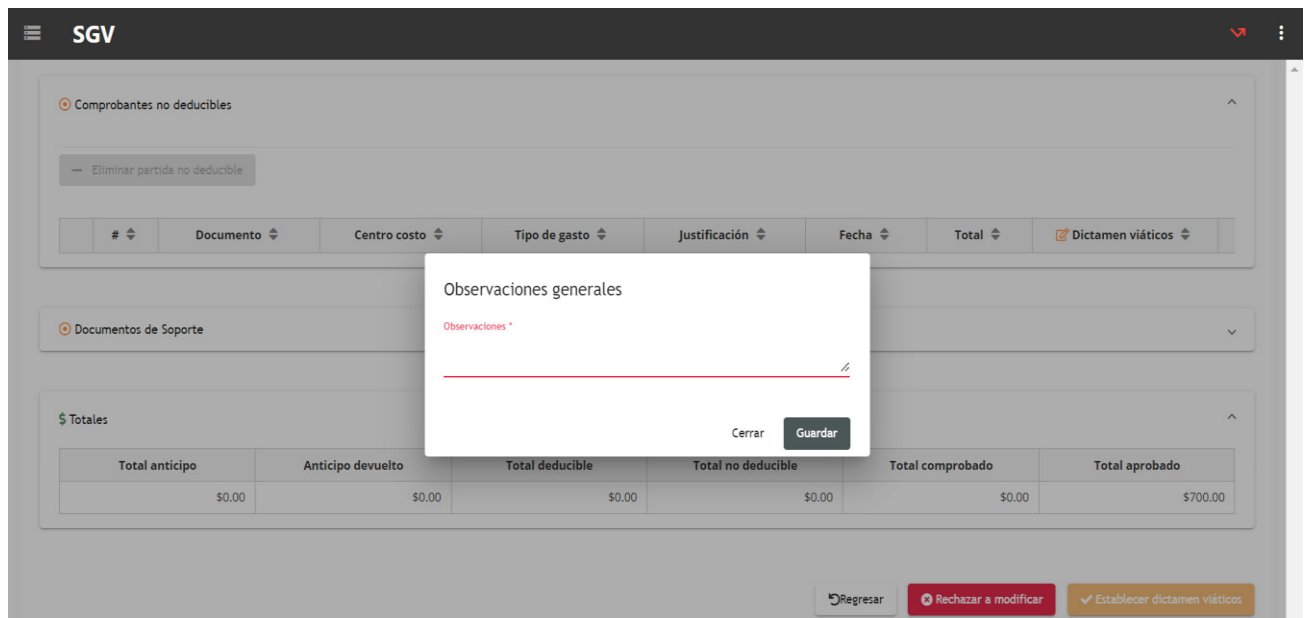 SGV
Comprobantes no deducibles
Eliminar partida no deducible
# Documento Centro costo Tipo de gasto Justificación Fecha Total Dictamen viáticos
Observaciones generales
Observaciones *
Cerrar Guardar
Documentos de Soporte
$ Totales
Total anticipo Anticipo devuelto Total deducible Total no deducible Total comprobado Total aprobado
$0.00 $0.00 $0.00 $0.00 $0.00 $700.00
Regresar Rechazar a modificar Establecer dictamen viáticos